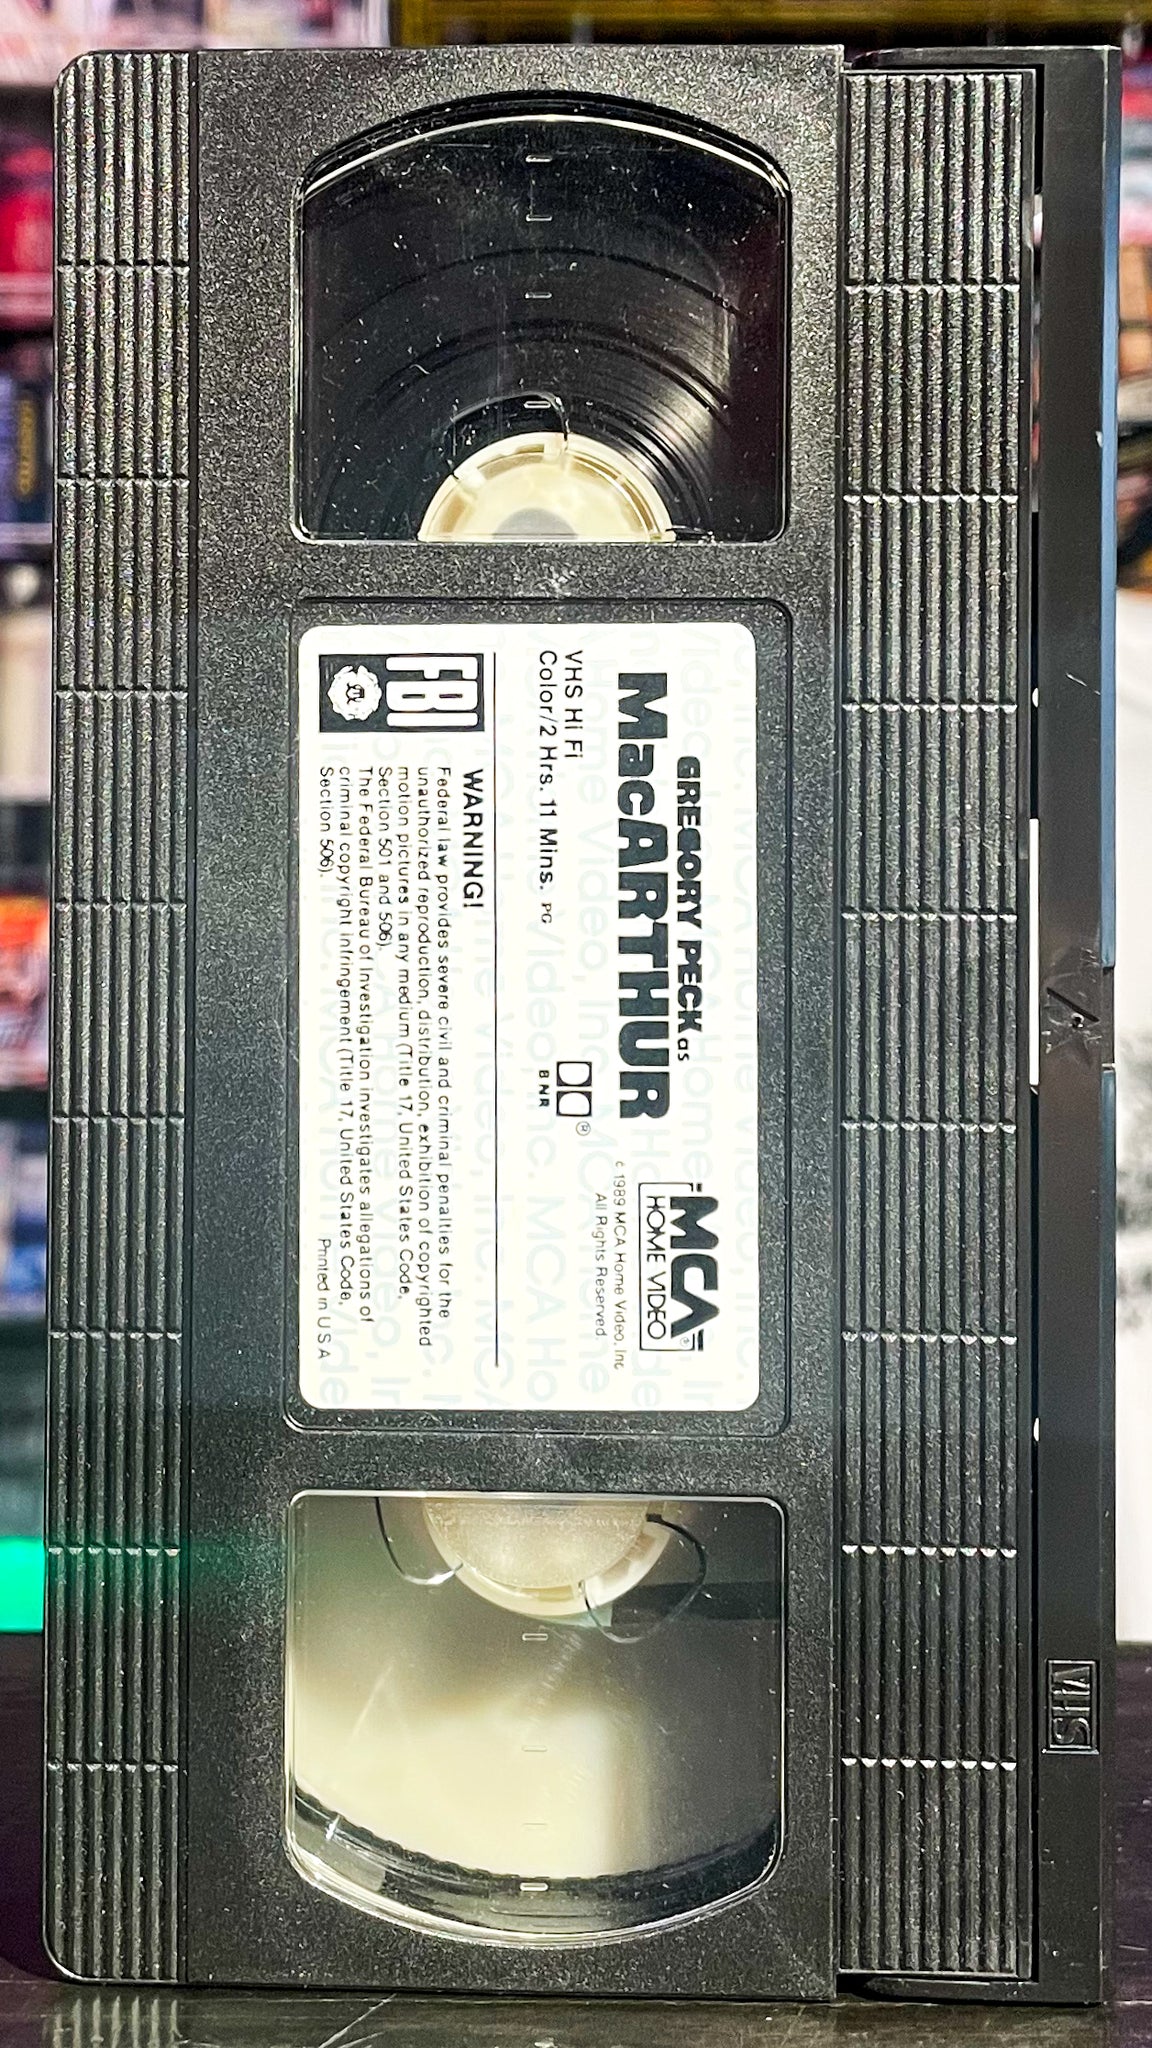 GREGORY PECK as
MacARTHUR
MCA®
HOME VIDEO
© 1989 MCA Home Video, Inc.
All Rights Reserved.
VHS Hi Fi
Color/2 Hrs. 11 Mins. PG
®
BNR
FBI
WARNING!
Federal law provides severe civil and criminal penalties for the
unauthorized reproduction, distribution, exhibition of copyrighted
motion pictures in any medium (Title 17, United States Code,
Section 501 and 506).
The Federal Bureau of Investigation investigates allegations of
criminal copyright infringement (Title 17, United States Code,
Section 506).
Printed in U S A
VHS